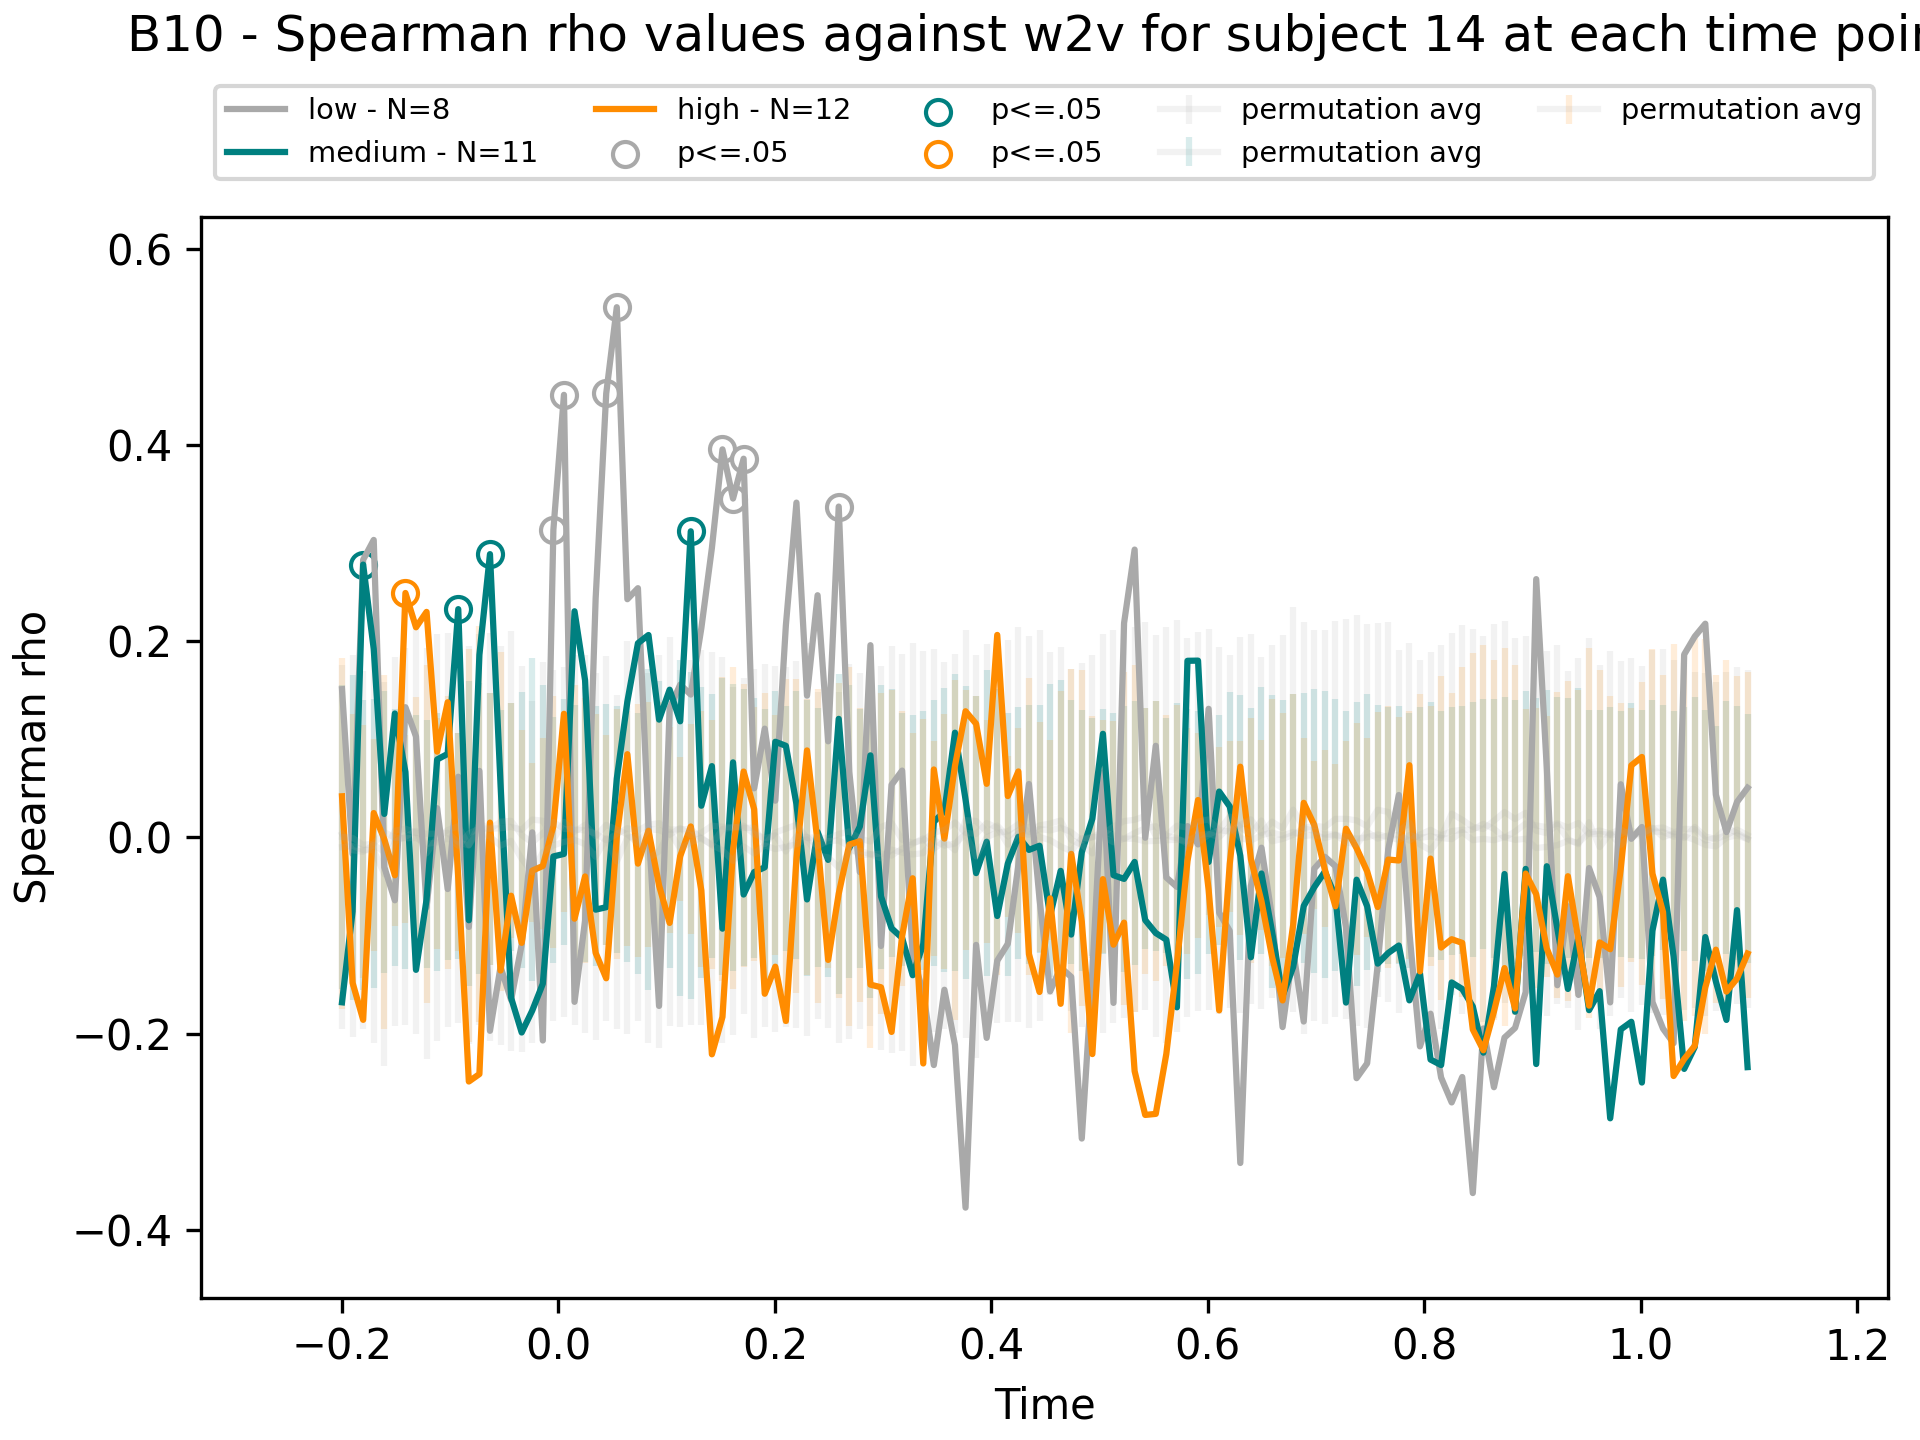 B10 - Spearman rho values against w2v for subject 14 at each time
low - N=8
medium - N=11
high - N=12
p<=.05
p<=.05
p<=.05
permutation avg
permutation avg
permutation avg
Spearman rho
0.6
0.4
0.2
0.0
−0.2
−0.4
−0.2
0.0
0.2
0.4
0.6
0.8
1.0
1.2
Time